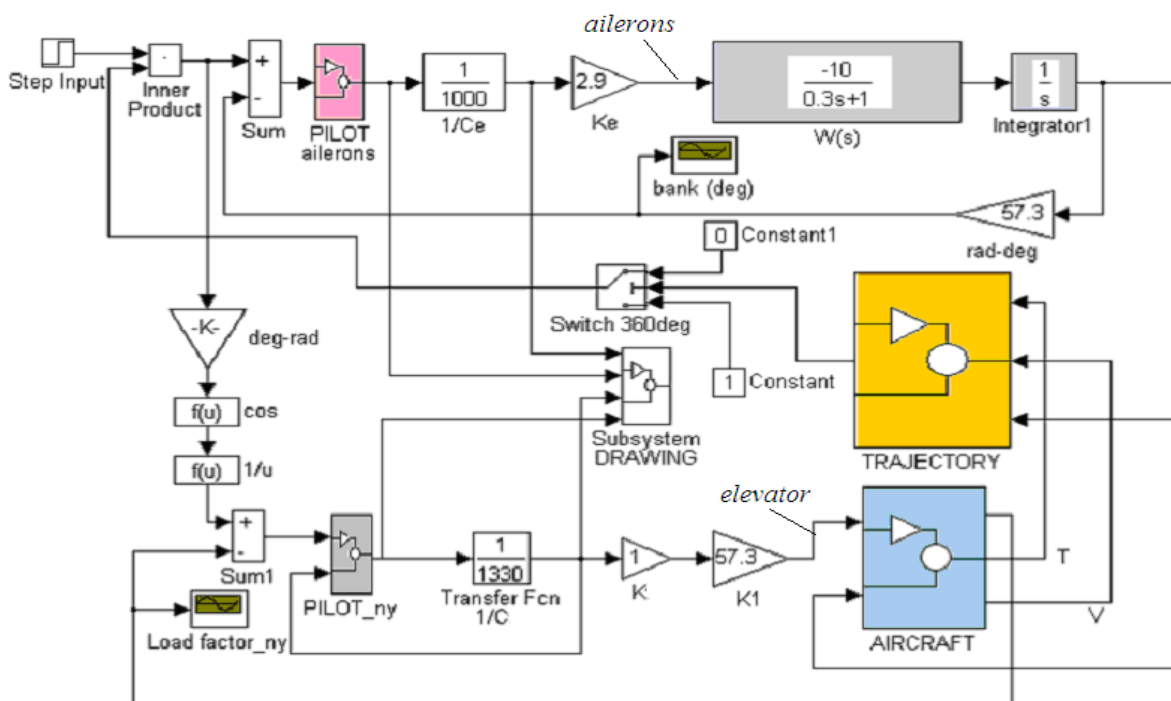 ailerons
Step Input
.
Inner
Product
+
-
Sum
PILOT
ailerons
1
1000
1/Ce
2.9
Ke
-10
0.3s+1
W(s)
1
s
Integrator1
bank (deg)
57.3
rad-deg
0
Constant1
Switch 360deg
1
Constant
-K-
deg-rad
f(u)
cos
f(u)
1/u
Subsystem
DRAWING
TRAJECTORY
elevator
+
-
Sum1
PILOT_ny
1
1330
Transfer Fcn
1/C
1
K:
57.3
K1
T
V
AIRCRAFT
Load factor_ny